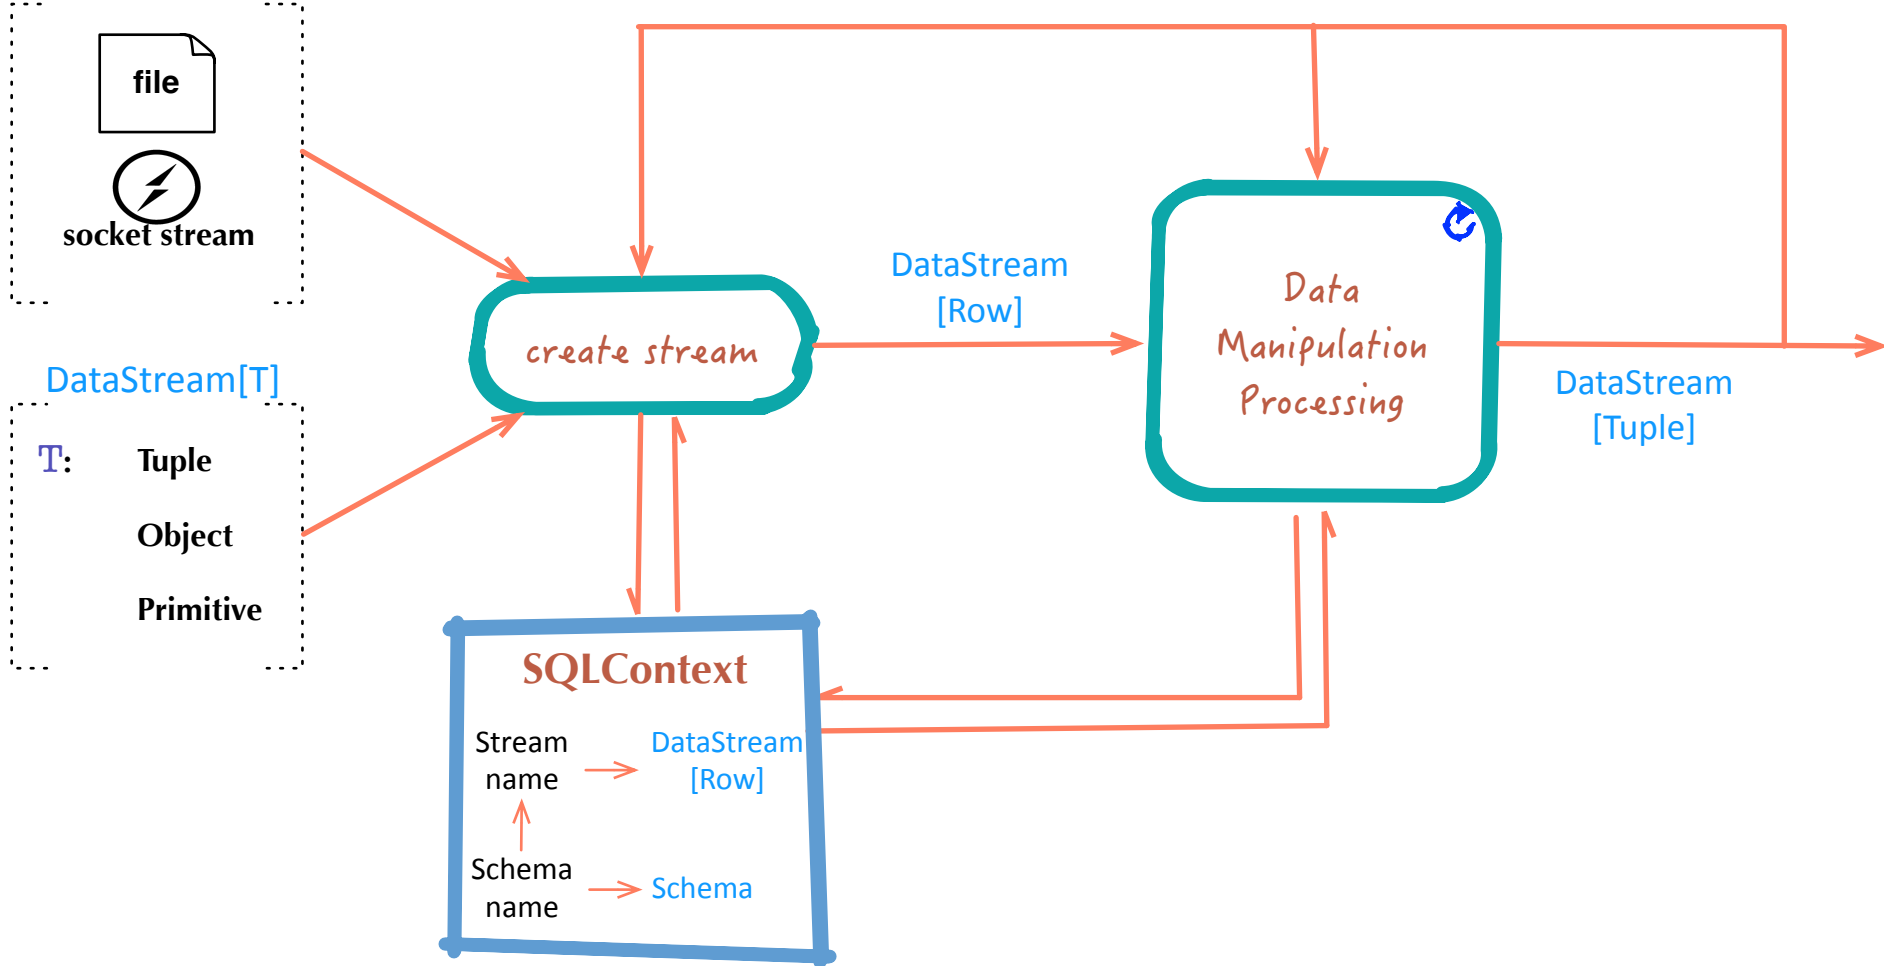 file
socket stream
DataStream[T]
T: Tuple
Object
Primitive
create stream
DataStream
[Row]
Data
Manipulation
Processing
DataStream
[Tuple]
SQLContext
Stream
name
DataStream
[Row]
Schema
name
Schema